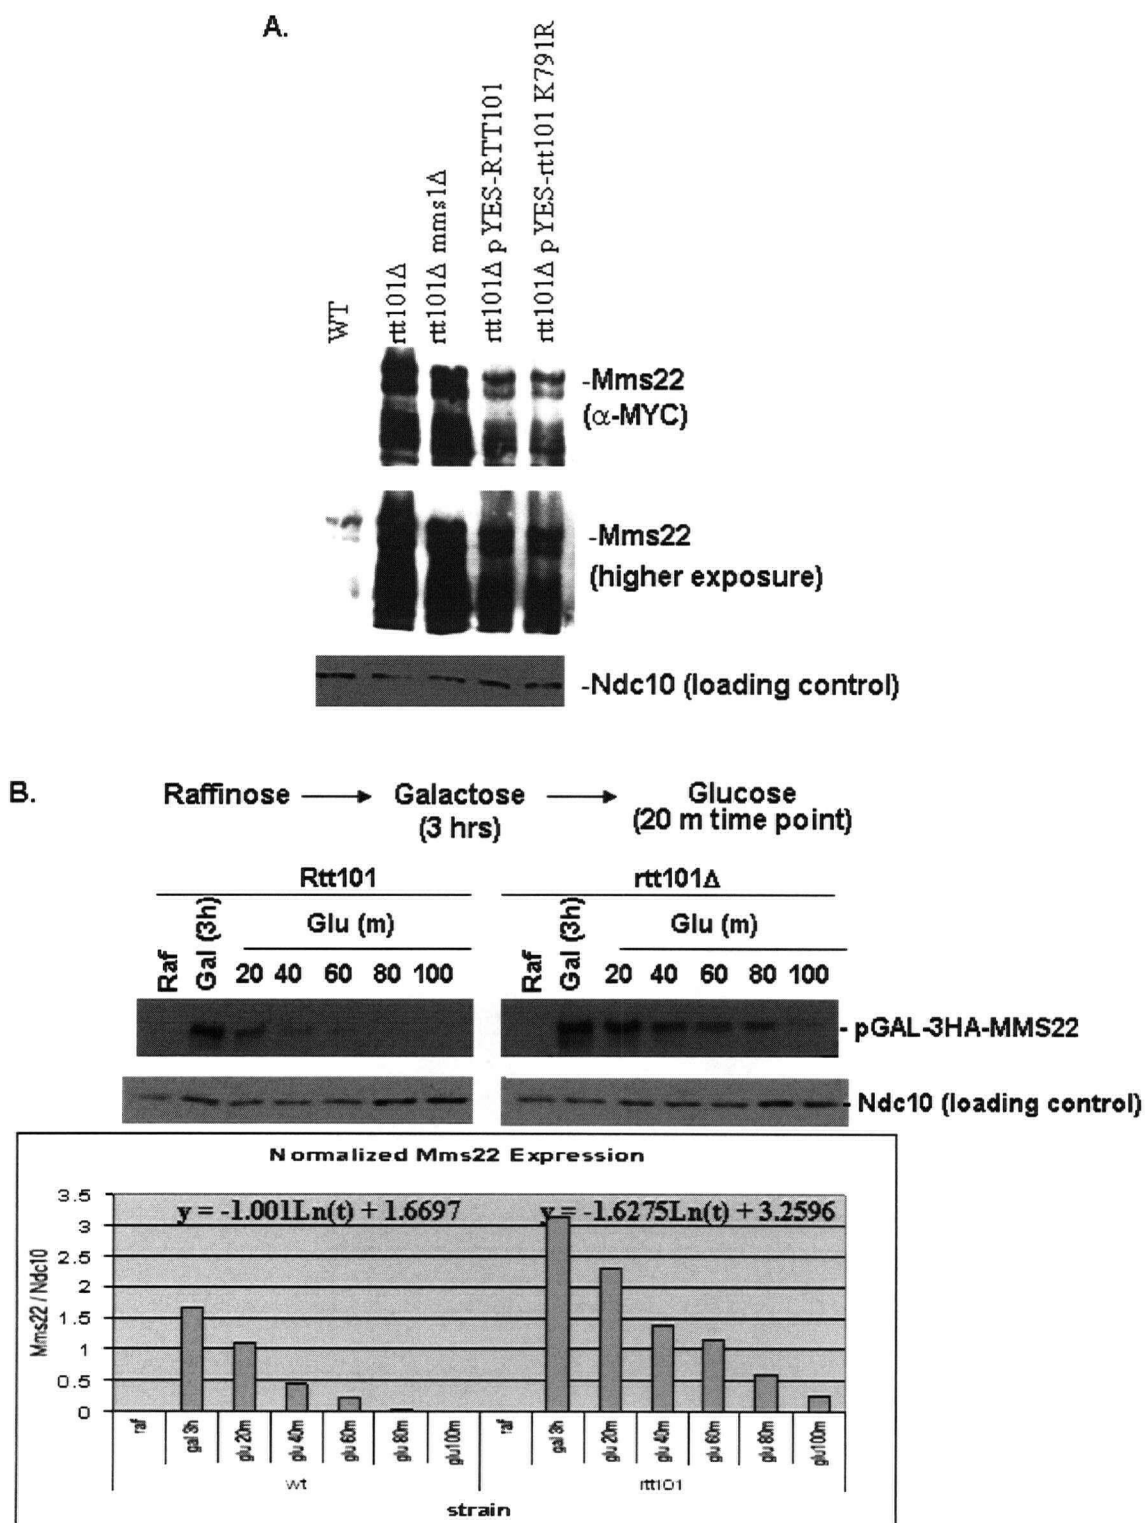 A.
WT
rtt101Δ
rtt101Δ mms1Δ
rtt101Δ pYES-RTT101
rtt101Δ pYES-rtt101 K791R
-Mms22
(α-MYC)
-Mms22
(higher exposure)
-Ndc10 (loading control)
B.
Raffinose → Galactose → Glucose
(3 hrs) (20 m time point)
Rtt101 rtt101Δ
Raf Gal (3h) Glu (m) Raf Gal (3h) Glu (m)
20 40 60 80 100 20 40 60 80 100
- pGAL-3HA-MMS22
- Ndc10 (loading control)
Normalized Mms22 Expression
y = -1.001Ln(t) + 1.6697 y = -1.6275Ln(t) + 3.2596
Mms22 / Ndc10
3.5
3
2.5
2
1.5
1
0.5
0
raf gal 3h glu 20m glu 40m glu 60m glu 80m glu100m raf gal 3h glu 20m glu 40m glu 60m glu 80m glu100m
wt rtt101
strain